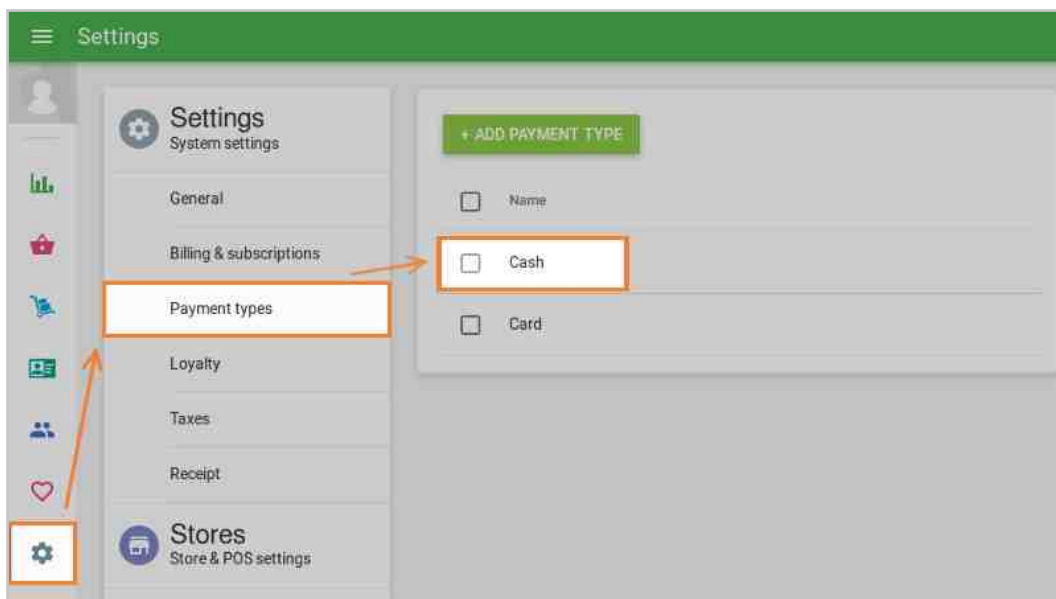 Settings
Settings
System settings
General
Billing & subscriptions
Payment types
Loyalty
Taxes
Receipt
Stores
Store & POS settings
+ ADD PAYMENT TYPE
Name
Cash
Card